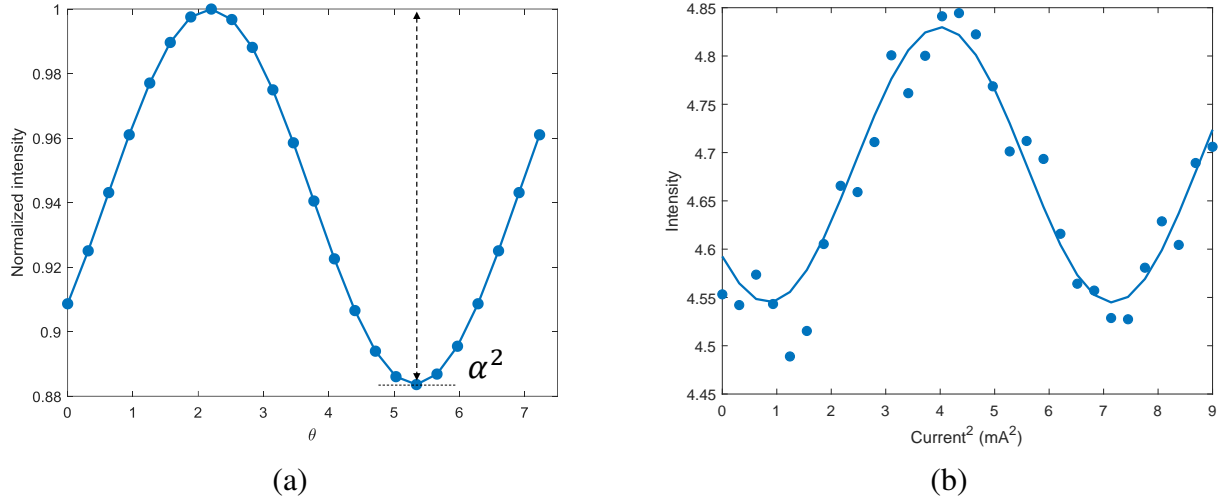 1
0.98
0.96
0.94
0.92
0.9
0.88
Normalized intensity
0 1 2 3 4 5 6 7
θ
α²
(a)
4.85
4.8
4.75
4.7
4.65
4.6
4.55
4.5
4.45
Intensity
0 1 2 3 4 5 6 7 8 9
Current² (mA²)
(b)